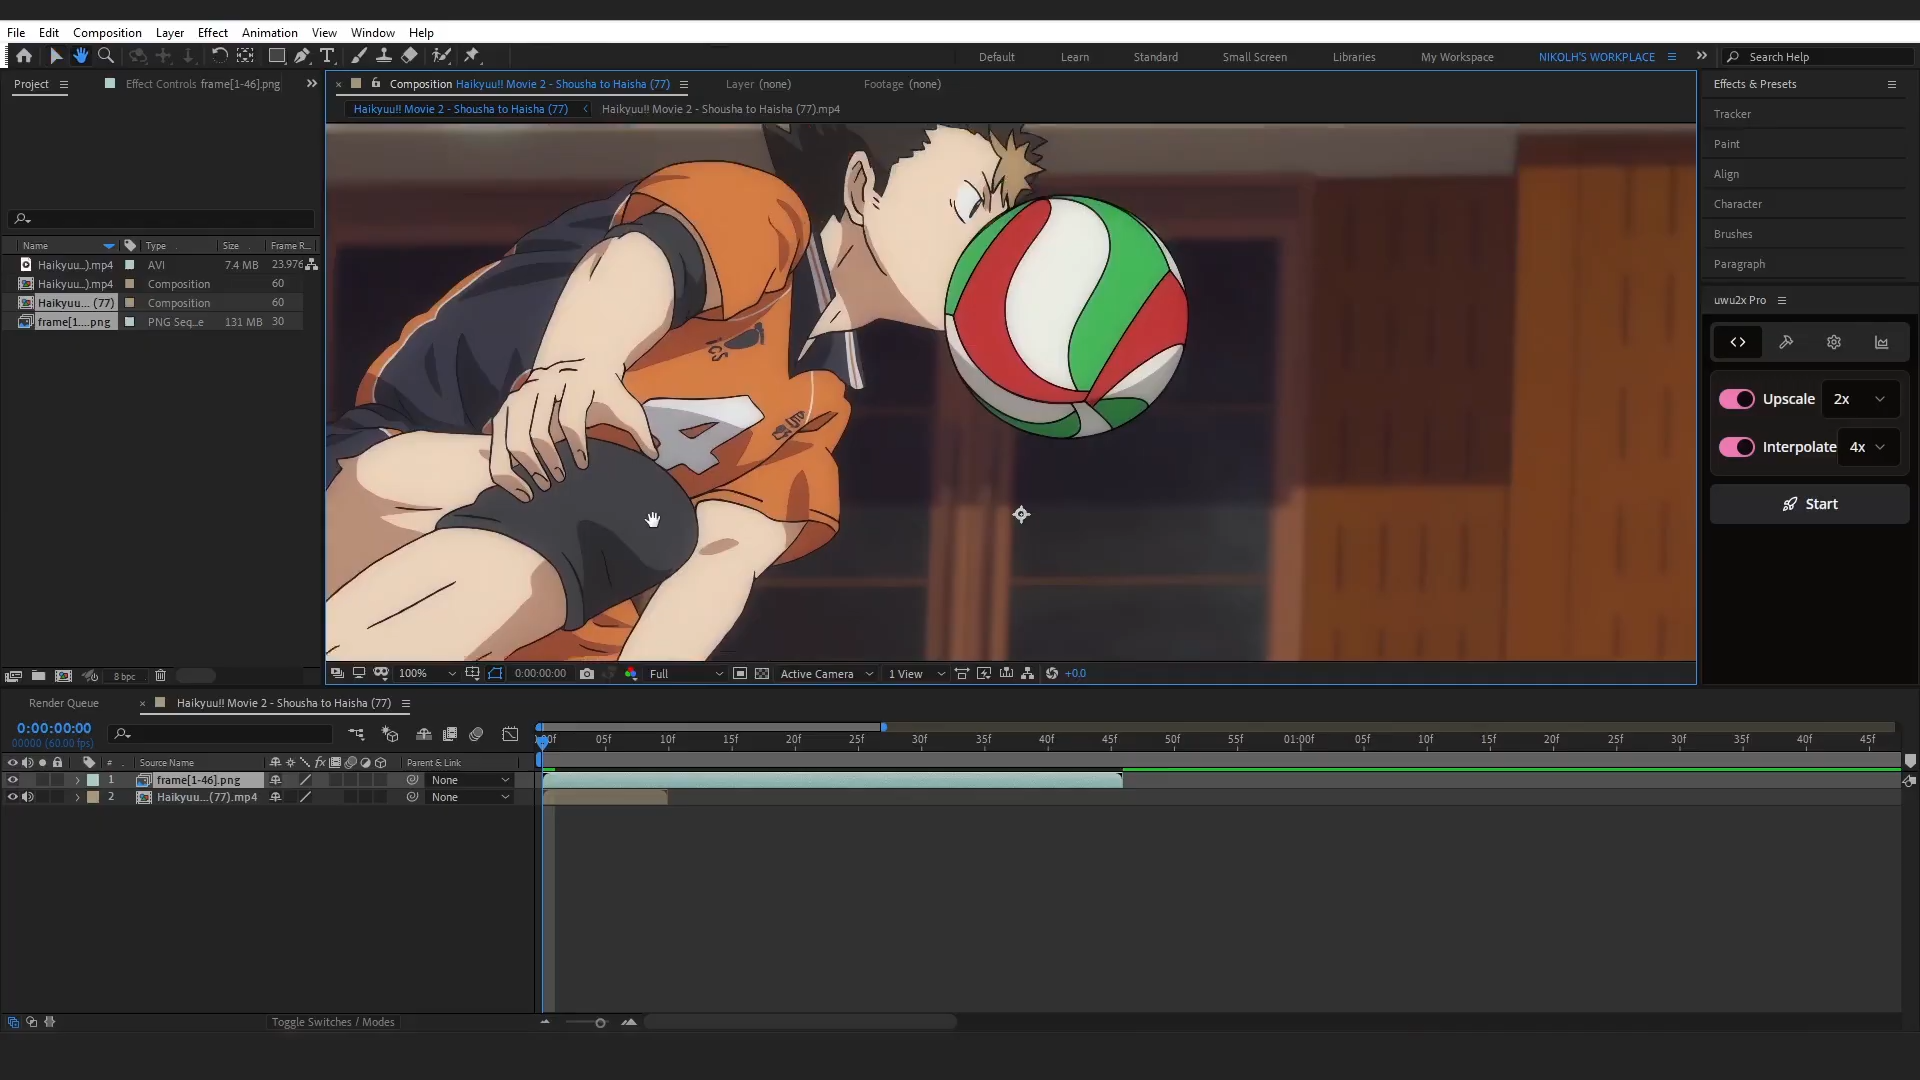 File Edit Composition Layer Effect Animation View Window Help
Default Learn Standard Small Screen Libraries My Workspace NIKOLH'S WORKPLACE Search Help
Project Effect Controls frame[1-46].png
Composition Haikyuu!! Movie 2 - Shousha to Haisha (77) Layer (none) Footage (none)
Haikyuu!! Movie 2 - Shousha to Haisha (77) Haikyuu!! Movie 2 - Shousha to Haisha (77).mp4
Name Type Size Frame R...
Haikyuu...).mp4 AVI 7.4 MB 23.976
Haikyuu...).mp4 Composition 60
Haikyuu... (77) Composition 60
frame[1....png PNG Seq...e 131 MB 30
4
8 bpc
100% 0:00:00:00 Full Active Camera 1 View +0.0
Effects & Presets
Tracker
Paint
Align
Character
Brushes
Paragraph
uwu2x Pro
Upscale 2x
Interpolate 4x
Start
Render Queue Haikyuu!! Movie 2 - Shousha to Haisha (77)
0:00:00:00
00000 (60.00 fps)
:00f 05f 10f 15f 20f 25f 30f 35f 40f 45f 50f 55f 01:00f 05f 10f 15f 20f 25f 30f 35f 40f 45f
# Source Name fx Parent & Link
1 frame[1-46].png None
2 Haikyuu...(77).mp4 None
Toggle Switches / Modes